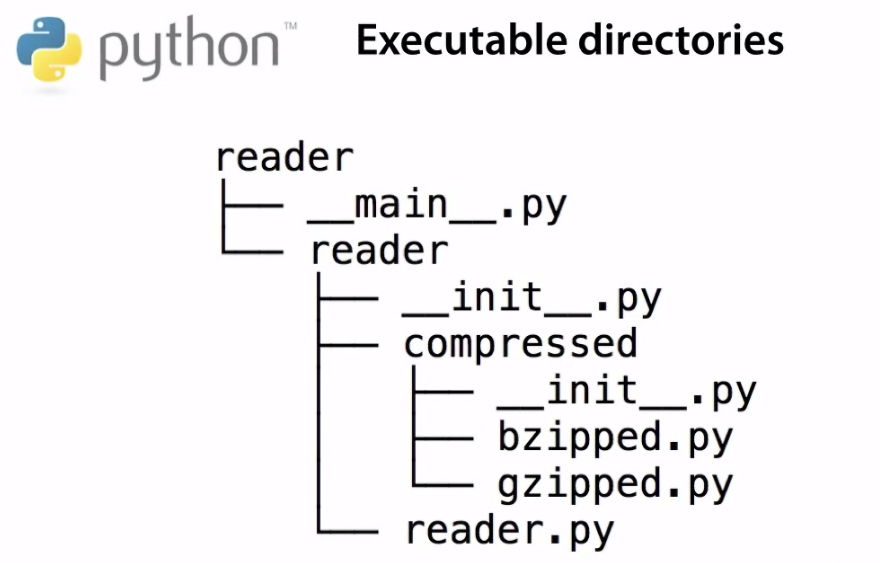 python™ Executable directories
reader
├── __main__.py
└── reader
    ├── __init__.py
    ├── compressed
    │   ├── __init__.py
    │   ├── bzipped.py
    │   └── gzipped.py
    └── reader.py